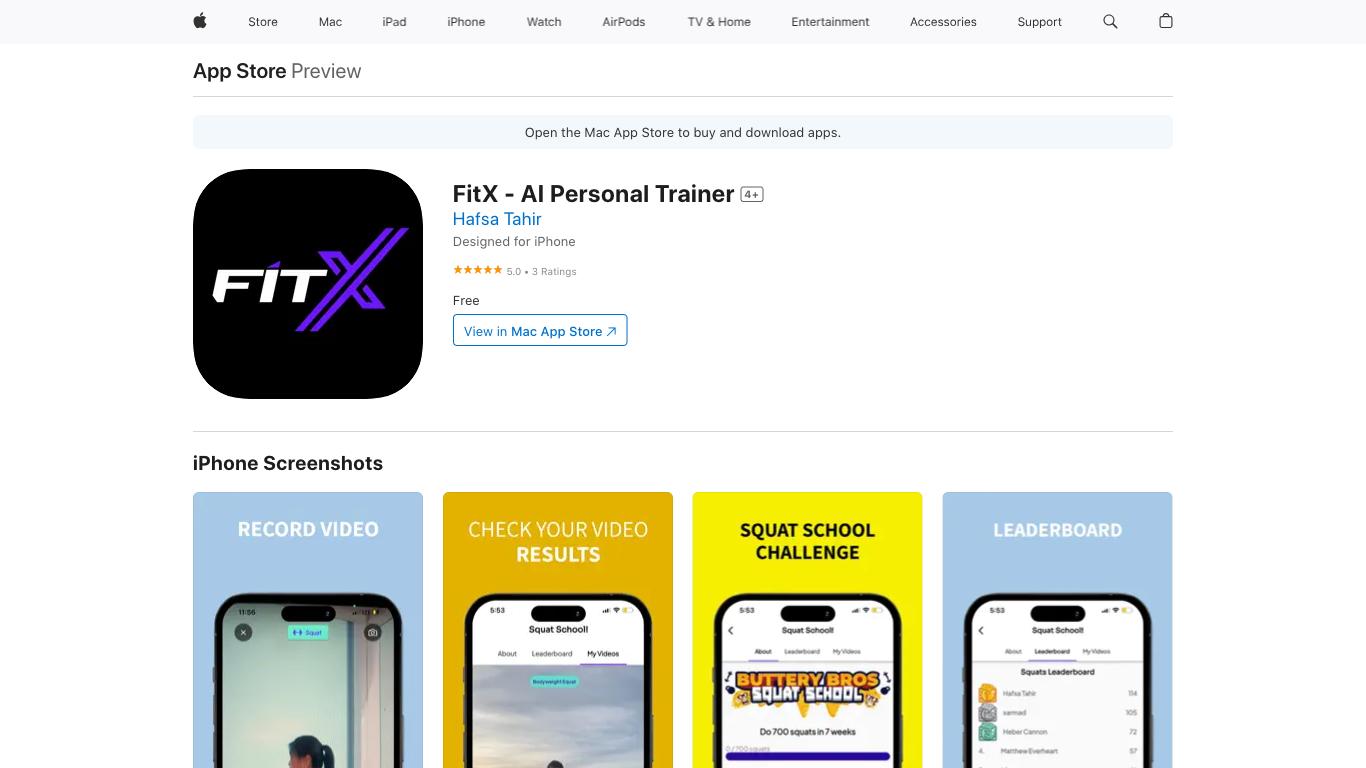 Store Mac iPad iPhone Watch AirPods TV & Home Entertainment Accessories Support
App Store Preview
Open the Mac App Store to buy and download apps.
FiTX
FitX - AI Personal Trainer 4+
Hafsa Tahir
Designed for iPhone
5.0 • 3 Ratings
Free
View in Mac App Store
iPhone Screenshots
RECORD VIDEO
11:56
Squat
CHECK YOUR VIDEO
RESULTS
5:53
Squat School!
About Leaderboard My Videos
Bodyweight Squat
SQUAT SCHOOL
CHALLENGE
5:53
Squat School!
About Leaderboard My Videos
BUTTERY BROS
SQUAT SCHOOL
Do 700 squats in 7 weeks
0 / 700 squats
LEADERBOARD
5:53
Squat School!
About Leaderboard My Videos
Squats Leaderboard
Hafsa Tahir 114
sarmad 105
Heber Cannon 72
4. Matthew Everheart 57